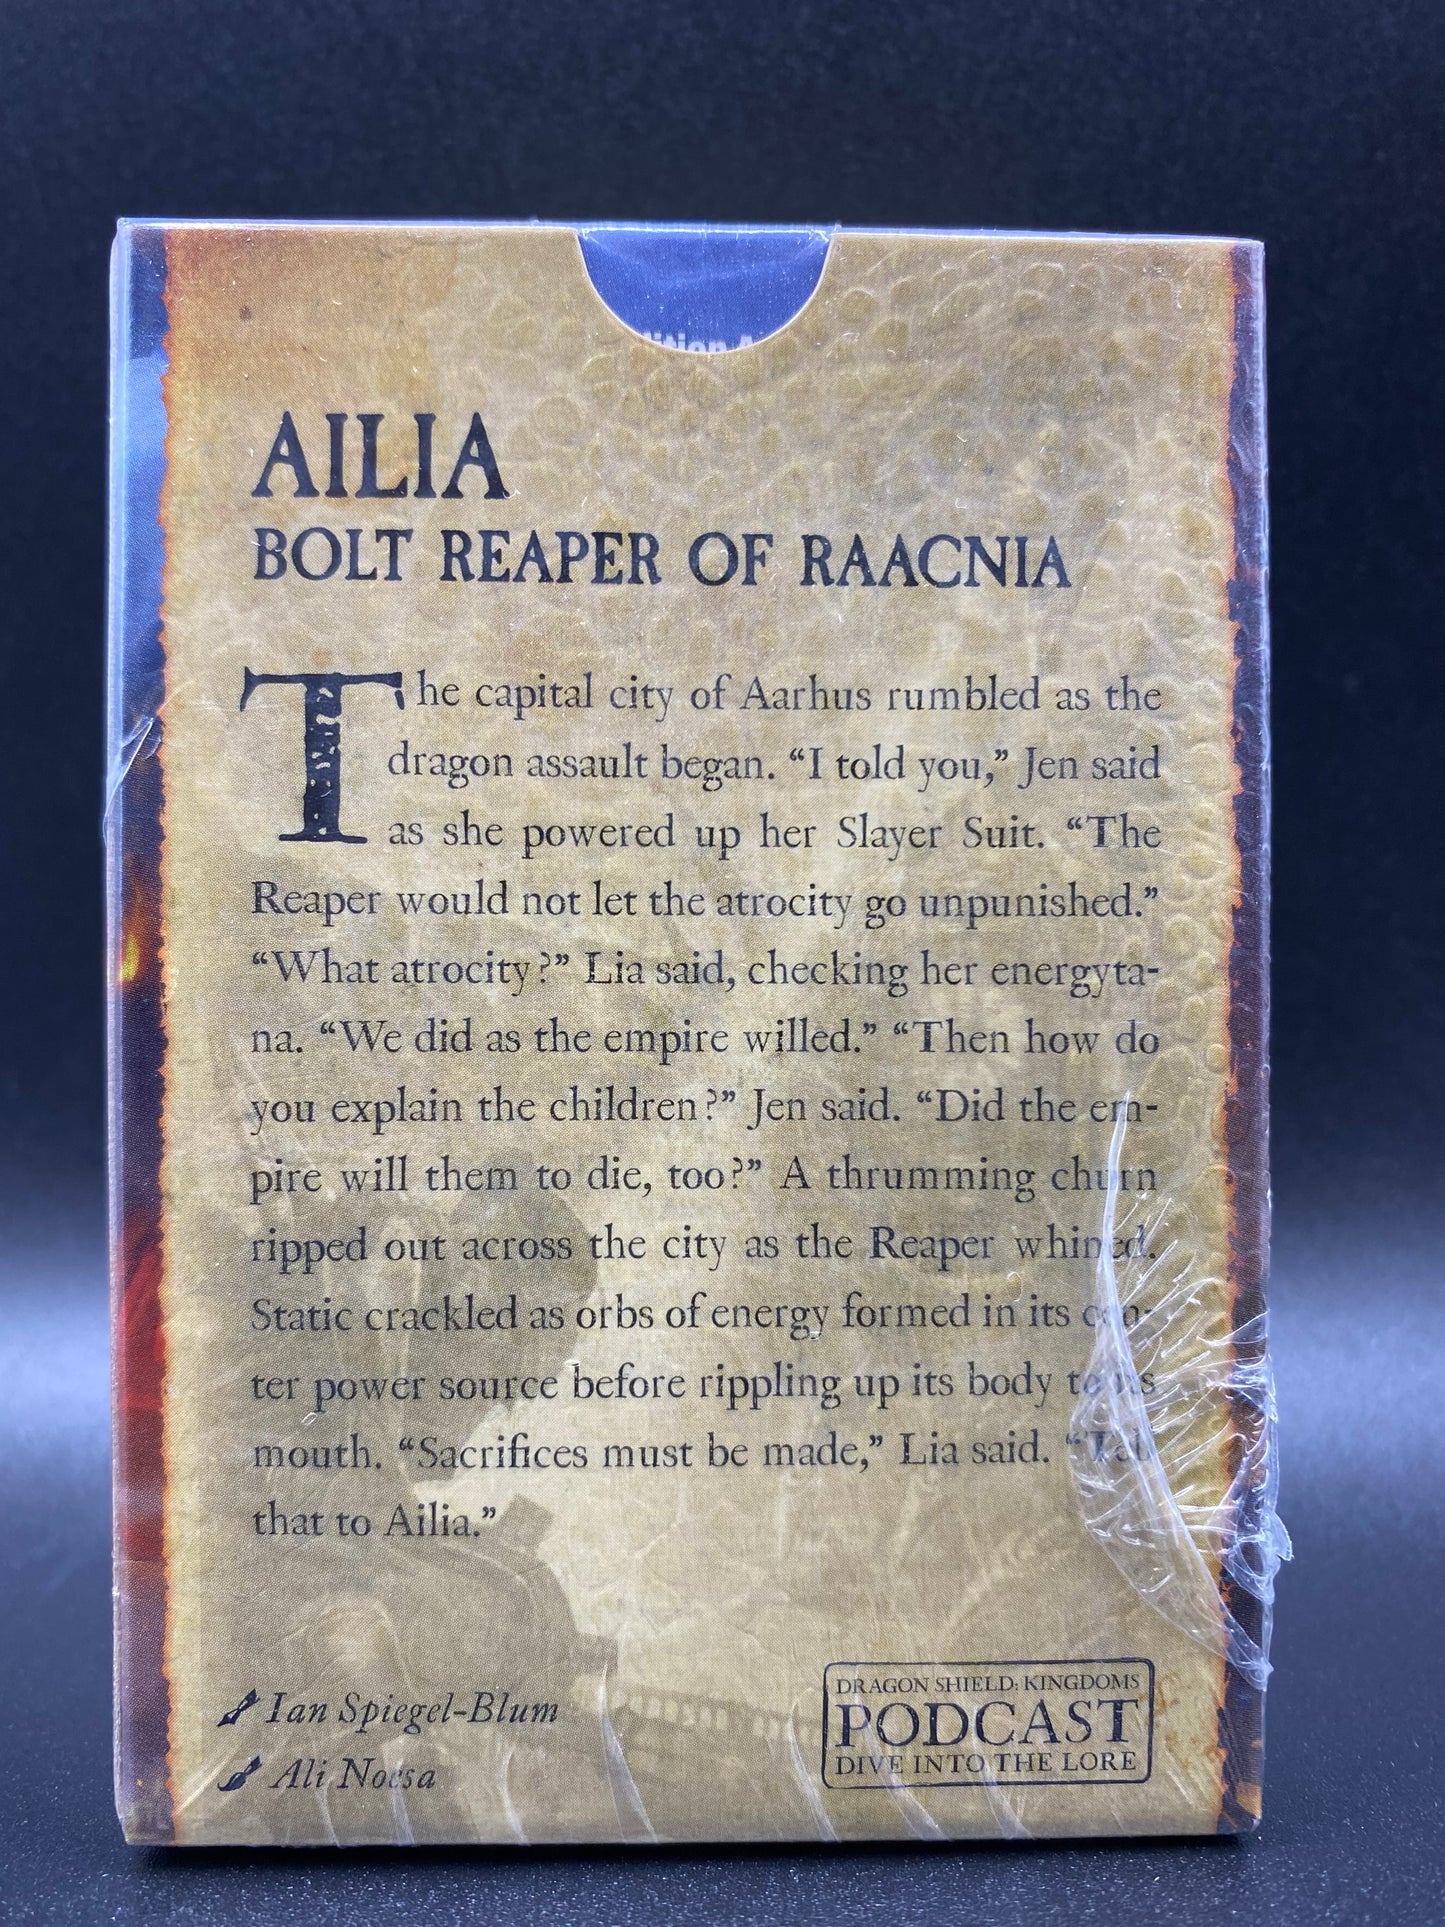 ition A
AILIA
BOLT REAPER OF RAACNIA
The capital city of Aarhus rumbled as the
dragon assault began. “I told you,” Jen said
as she powered up her Slayer Suit. “The
Reaper would not let the atrocity go unpunished.”
“What atrocity?” Lia said, checking her energyta-
na. “We did as the empire willed.” “Then how do
you explain the children?” Jen said. “Did the em-
pire will them to die, too?” A thrumming churn
ripped out across the city as the Reaper whined.
Static crackled as orbs of energy formed in its cen-
ter power source before rippling up its body to its
mouth. “Sacrifices must be made,” Lia said. “Tell
that to Ailia.”
Ian Spiegel-Blum
Ali Noesa
DRAGON SHIELD: KINGDOMS
PODCAST
DIVE INTO THE LORE